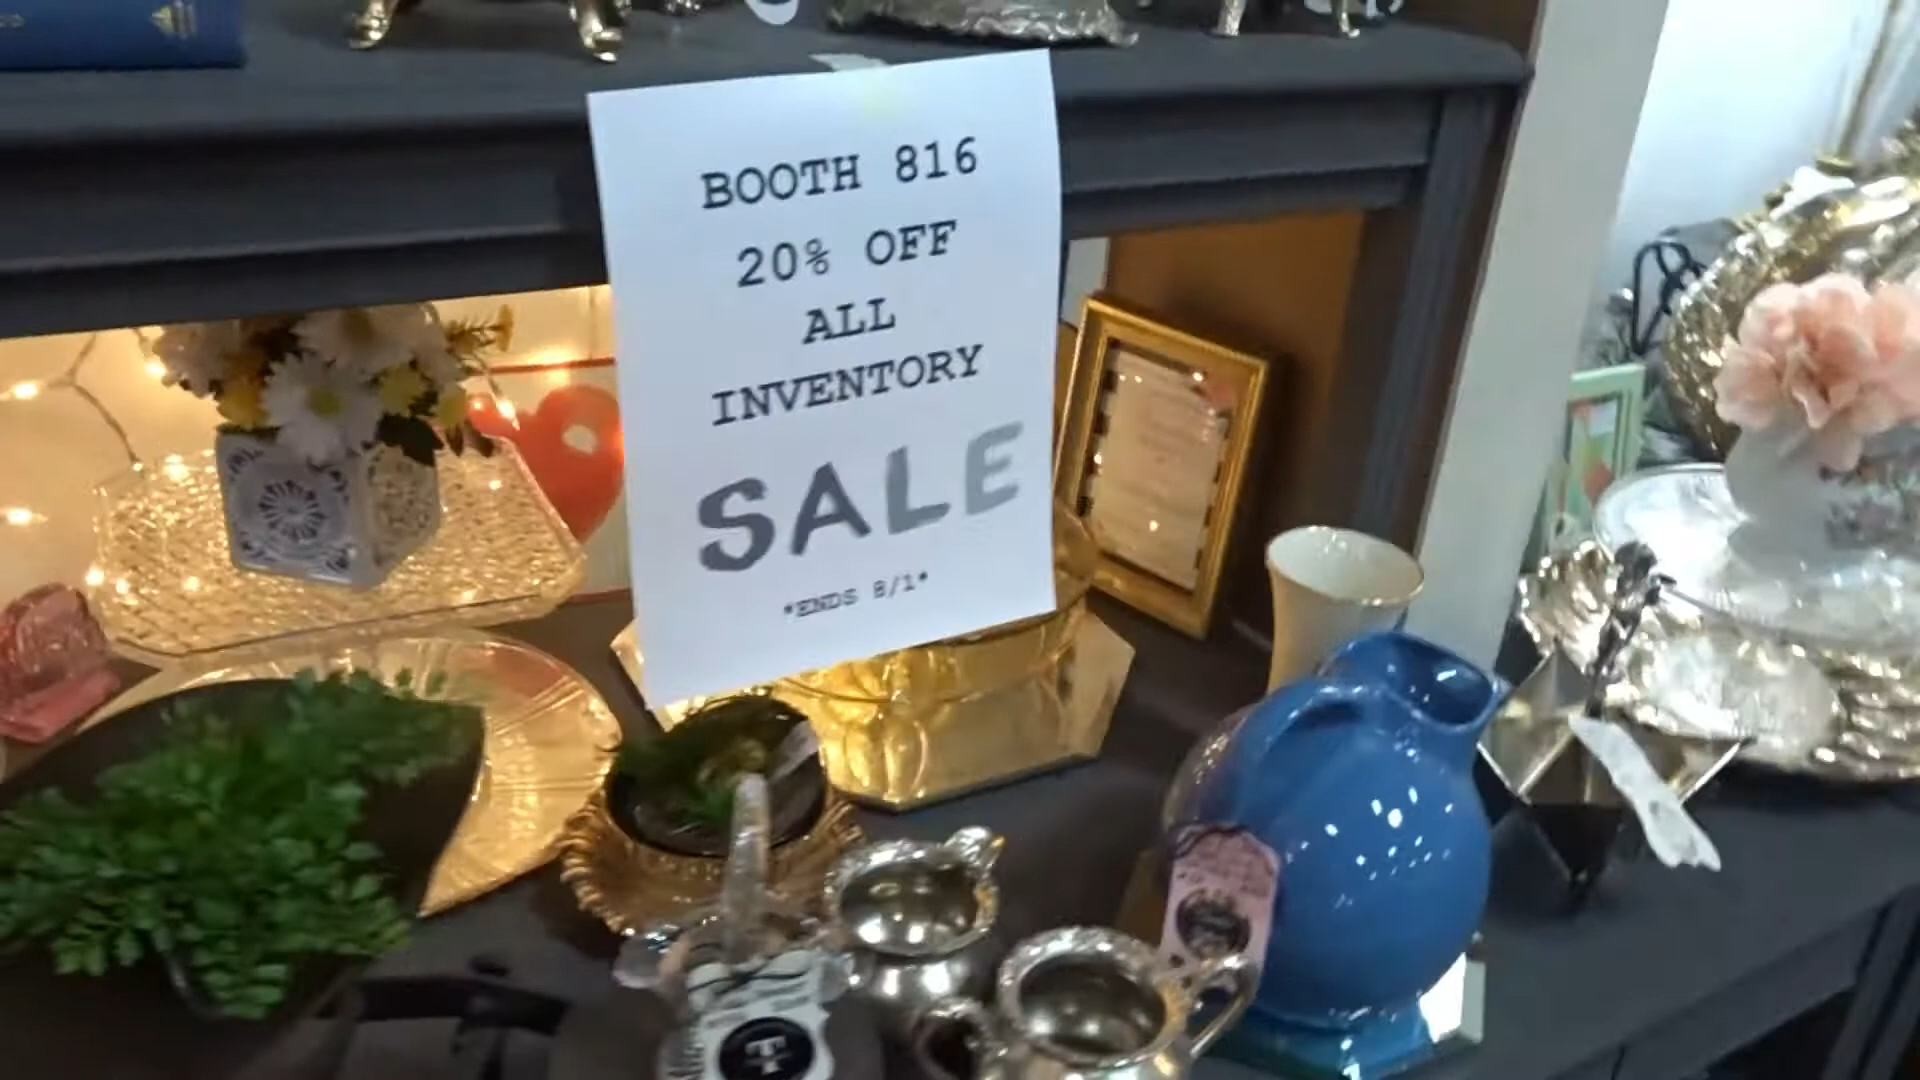 BOOTH 816
20% OFF
ALL
INVENTORY
SALE
*ENDS 8/1*